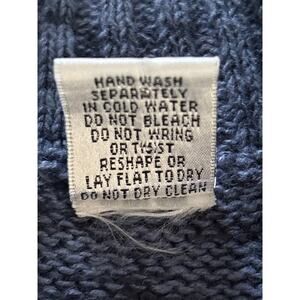 HAND WASH
SEPARATELY
IN COLD WATER
DO NOT BLEACH
DO NOT WRING
OR TWIST
RESHAPE OR
LAY FLAT TO DRY
DO NOT DRY CLEAN